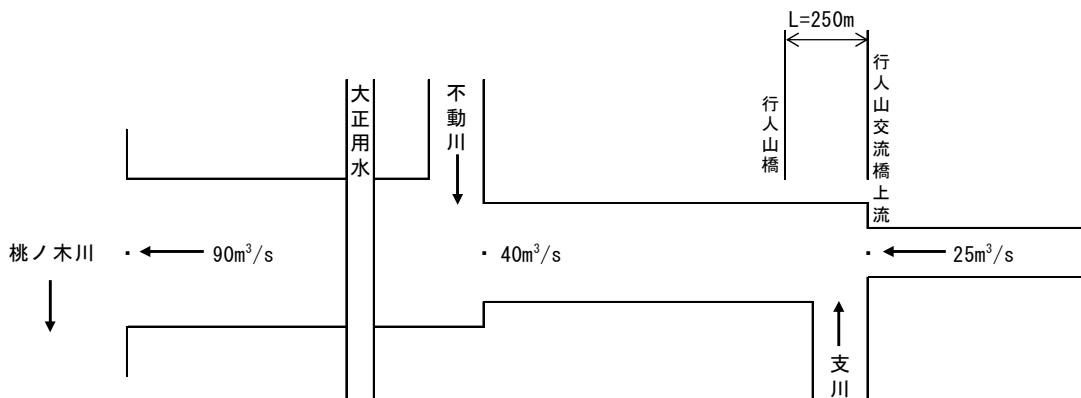 L=250m
行人山橋
行人山交流橋上流
大正用水
不動川
桃ノ木川
90m³/s
40m³/s
25m³/s
支川